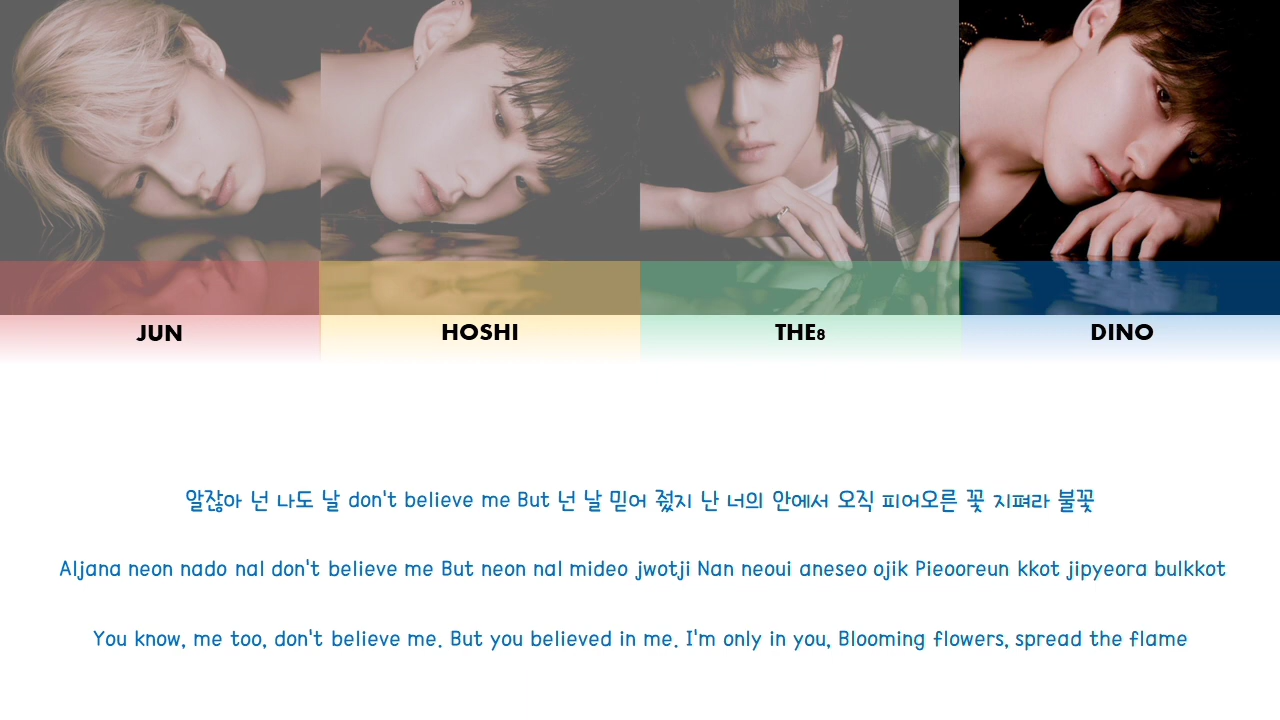 JUN HOSHI THE8 DINO
알잖아 넌 나도 날 don't believe me But 넌 날 믿어 줬지 난 너의 안에서 오직 피어오른 꽃 지펴라 불꽃
Aljana neon nado nal don't believe me But neon nal mideo jwotji Nan neoui aneseo ojik Pieooreun kkot jipyeora bulkkot
You know, me too, don't believe me. But you believed in me. I'm only in you, Blooming flowers, spread the flame